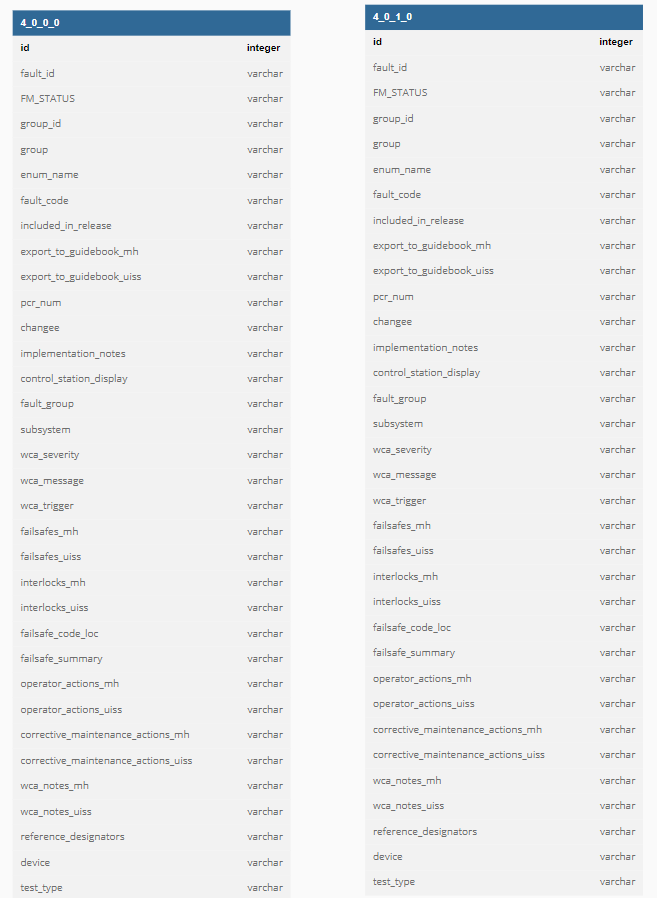 4_0_0_0
id integer
fault_id varchar
FM_STATUS varchar
group_id varchar
group varchar
enum_name varchar
fault_code varchar
included_in_release varchar
export_to_guidebook_mh varchar
export_to_guidebook_uiss varchar
pcr_num varchar
changee varchar
implementation_notes varchar
control_station_display varchar
fault_group varchar
subsystem varchar
wca_severity varchar
wca_message varchar
wca_trigger varchar
failsafes_mh varchar
failsafes_uiss varchar
interlocks_mh varchar
interlocks_uiss varchar
failsafe_code_loc varchar
failsafe_summary varchar
operator_actions_mh varchar
operator_actions_uiss varchar
corrective_maintenance_actions_mh varchar
corrective_maintenance_actions_uiss varchar
wca_notes_mh varchar
wca_notes_uiss varchar
reference_designators varchar
device varchar
test_type varchar
4_0_1_0
id integer
fault_id varchar
FM_STATUS varchar
group_id varchar
group varchar
enum_name varchar
fault_code varchar
included_in_release varchar
export_to_guidebook_mh varchar
export_to_guidebook_uiss varchar
pcr_num varchar
changee varchar
implementation_notes varchar
control_station_display varchar
fault_group varchar
subsystem varchar
wca_severity varchar
wca_message varchar
wca_trigger varchar
failsafes_mh varchar
failsafes_uiss varchar
interlocks_mh varchar
interlocks_uiss varchar
failsafe_code_loc varchar
failsafe_summary varchar
operator_actions_mh varchar
operator_actions_uiss varchar
corrective_maintenance_actions_mh varchar
corrective_maintenance_actions_uiss varchar
wca_notes_mh varchar
wca_notes_uiss varchar
reference_designators varchar
device varchar
test_type varchar